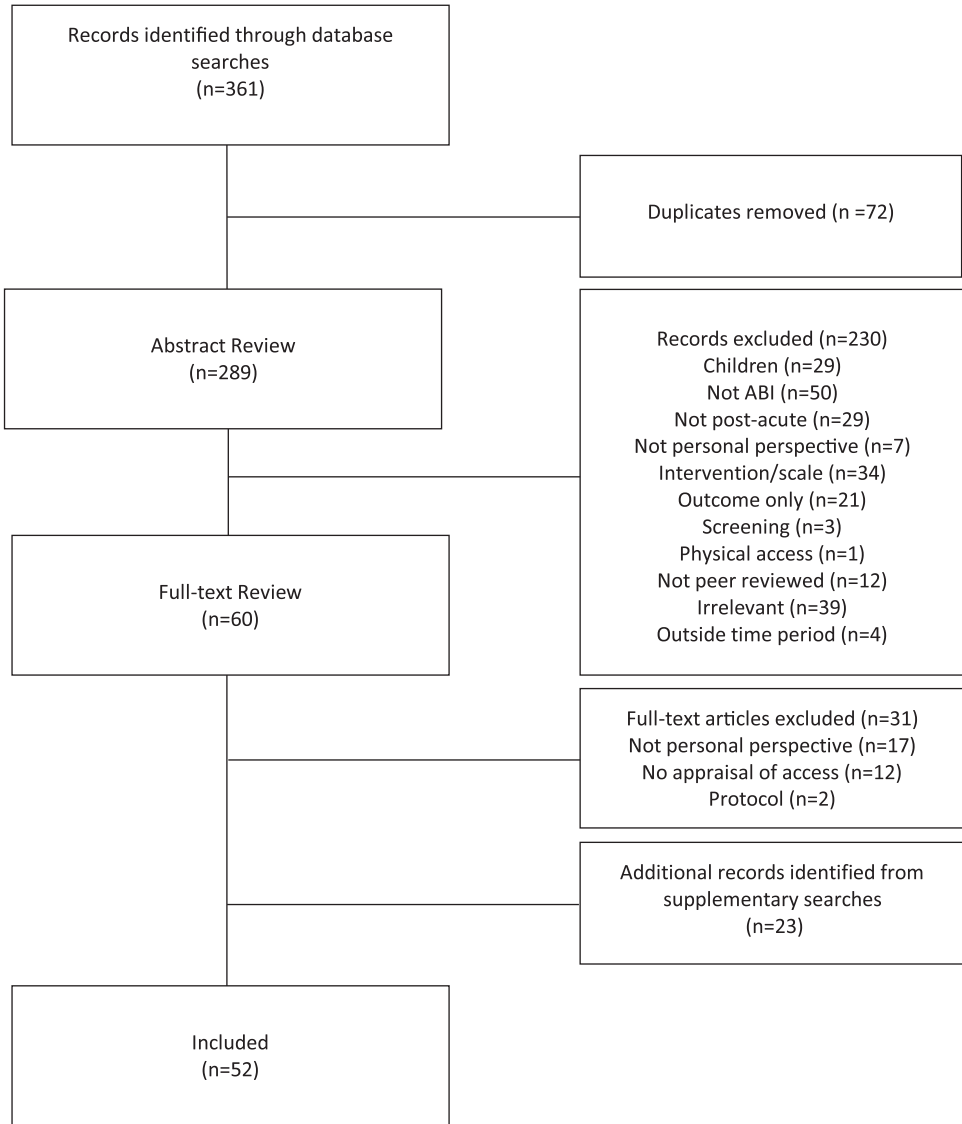 Records identified through database
searches
(n=361)
Duplicates removed (n =72)
Abstract Review
(n=289)
Records excluded (n=230)
Children (n=29)
Not ABI (n=50)
Not post-acute (n=29)
Not personal perspective (n=7)
Intervention/scale (n=34)
Outcome only (n=21)
Screening (n=3)
Physical access (n=1)
Not peer reviewed (n=12)
Irrelevant (n=39)
Outside time period (n=4)
Full-text Review
(n=60)
Full-text articles excluded (n=31)
Not personal perspective (n=17)
No appraisal of access (n=12)
Protocol (n=2)
Additional records identified from
supplementary searches
(n=23)
Included
(n=52)